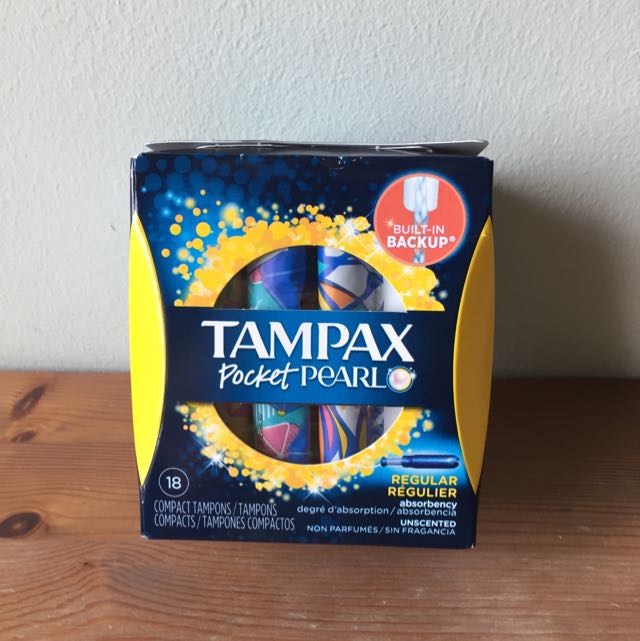 BUILT-IN
BACKUP®
TAMPAX
Pocket PEARL
REGULAR
RÉGULIER
absorbency
degré d'absorption / absorbencia
UNSCENTED
NON PARFUMÉS / SIN FRAGANCIA
18
COMPACT TAMPONS / TAMPONS
COMPACTS / TAMPONES COMPACTOS